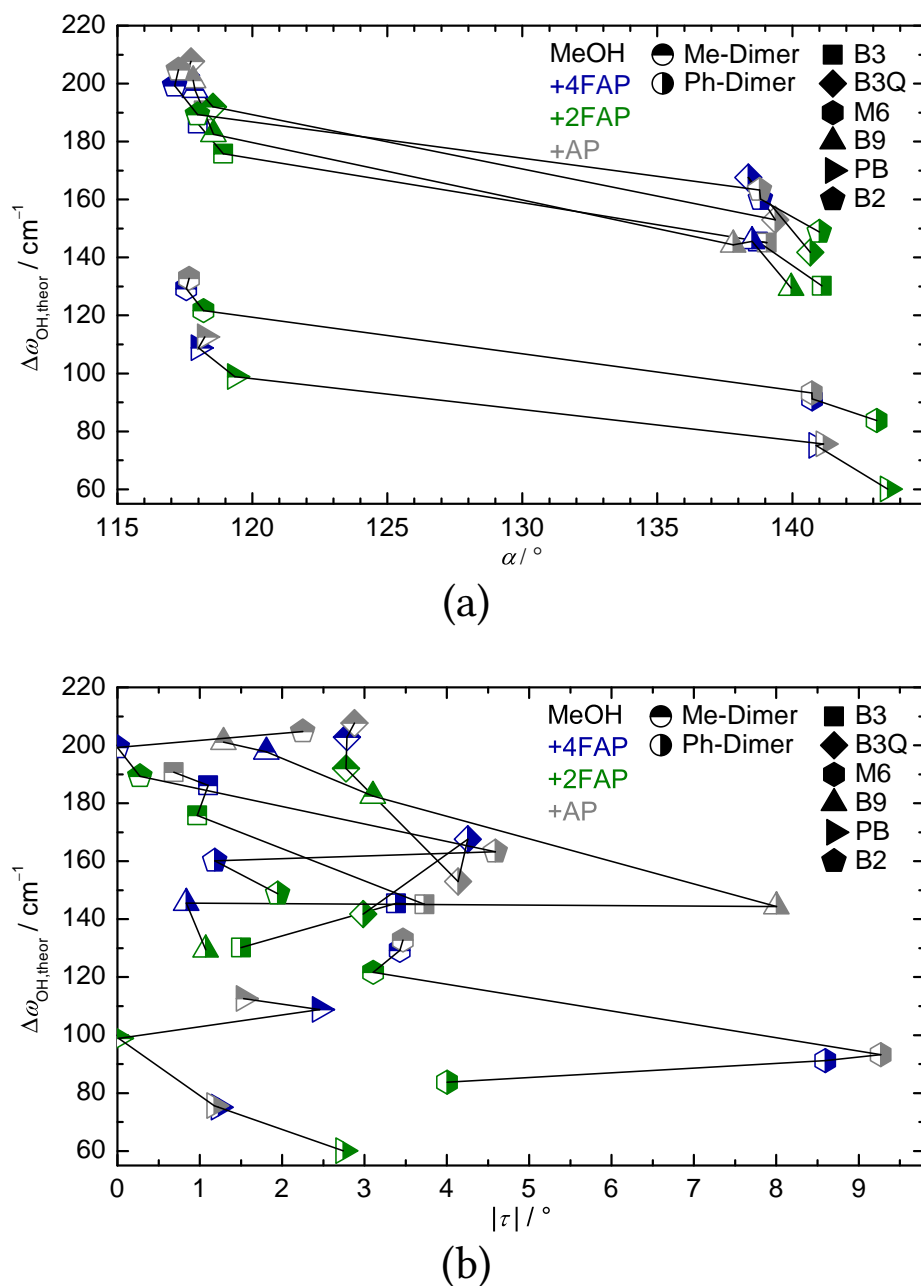 220
200
180
160
140
120
100
80
60
Δω_OH,theor / cm⁻¹
MeOH
+4FAP
+2FAP
+AP
Me-Dimer
Ph-Dimer
B3
B3Q
M6
B9
PB
B2
115 120 125 130 135 140
α / °
(a)
220
200
180
160
140
120
100
80
60
Δω_OH,theor / cm⁻¹
MeOH
+4FAP
+2FAP
+AP
Me-Dimer
Ph-Dimer
B3
B3Q
M6
B9
PB
B2
0 1 2 3 4 5 6 7 8 9
|τ| / °
(b)